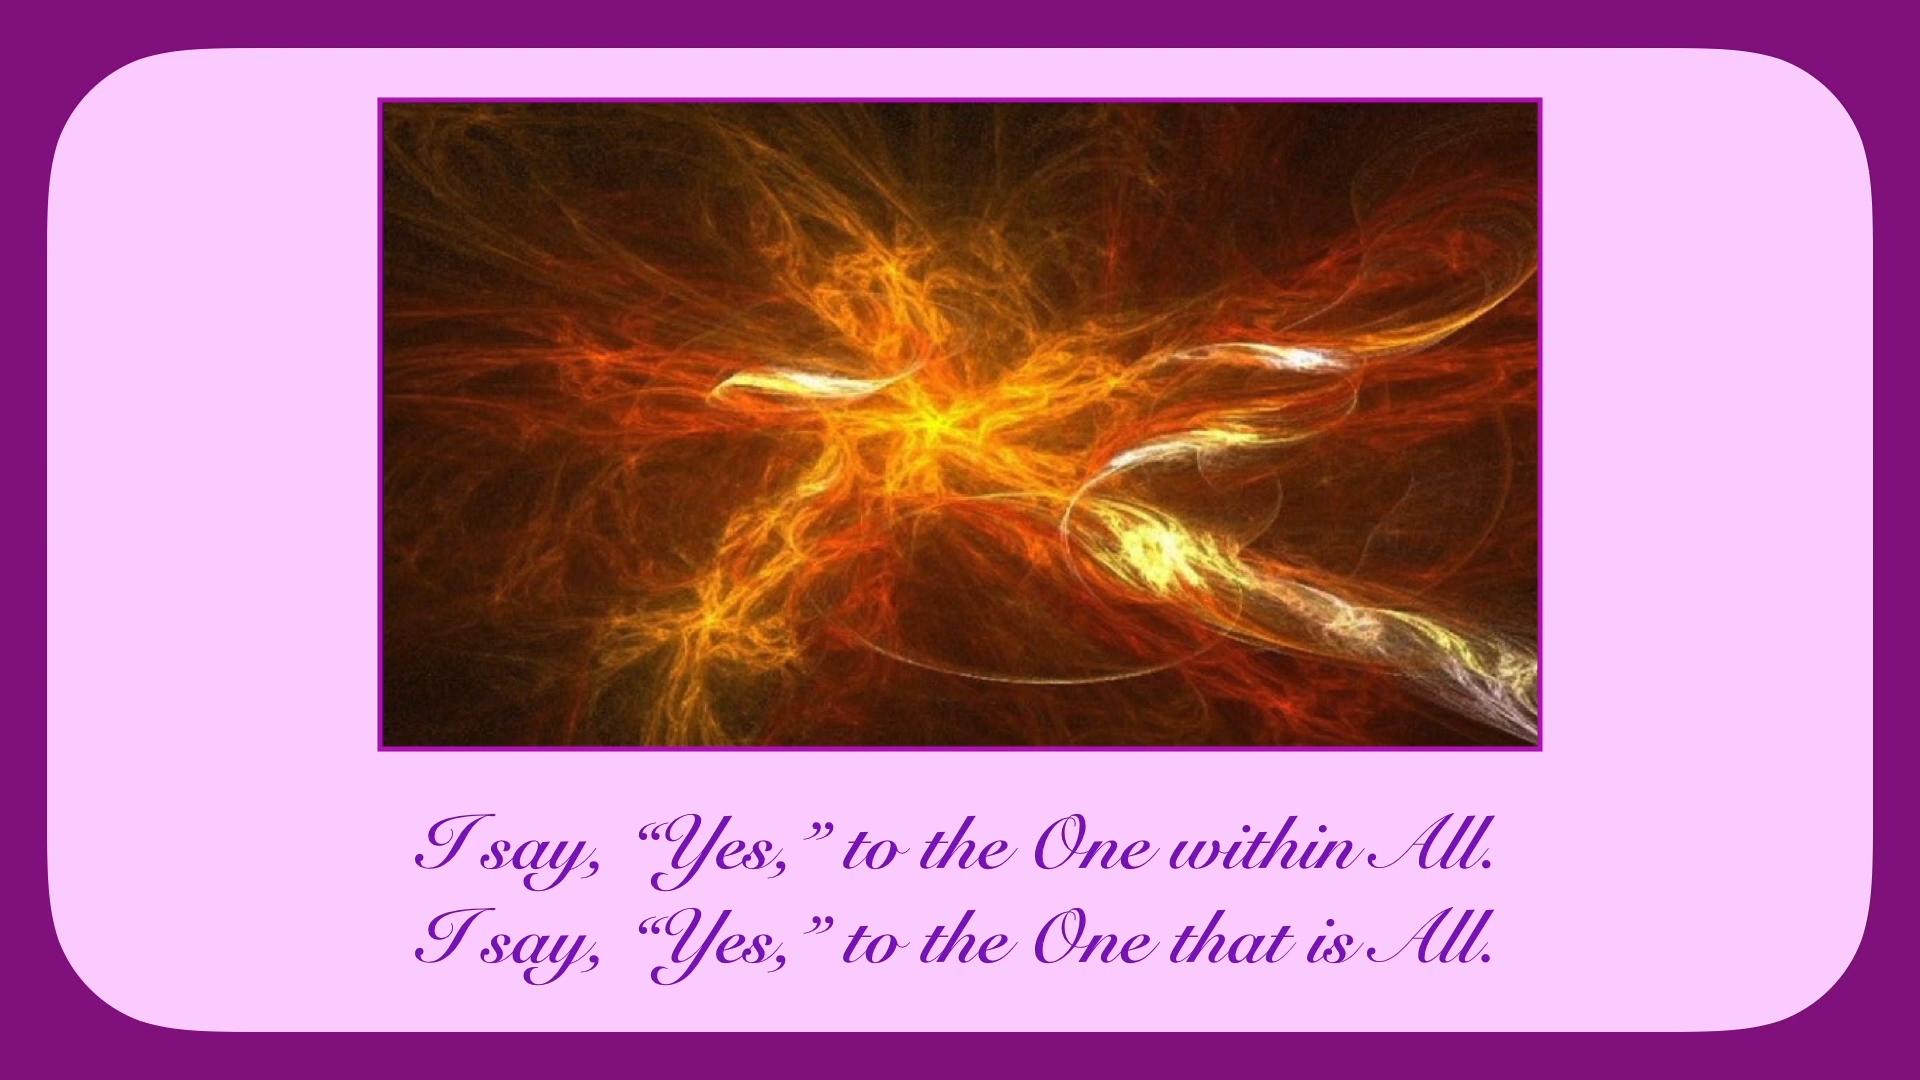 I say, “Yes,” to the One within All.
I say, “Yes,” to the One that is All.